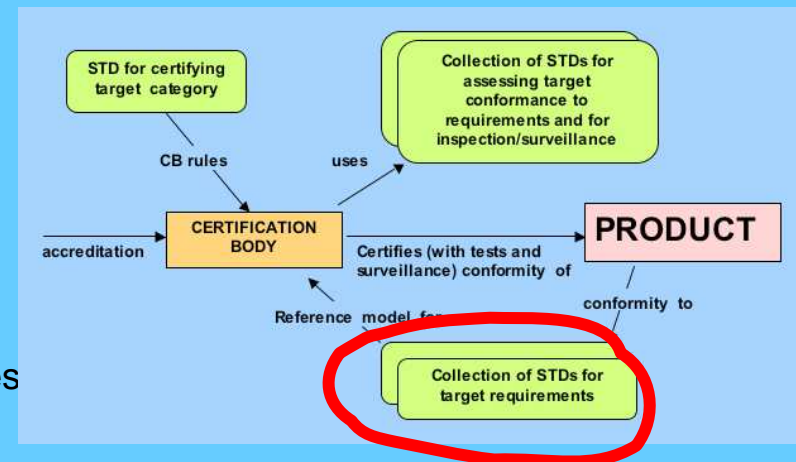 STD for certifying
target category
Collection of STDs for
assessing target
conformance to
requirements and for
inspection/surveillance
CB rules
uses
CERTIFICATION
BODY
PRODUCT
accreditation
Certifies (with tests and
surveillance) conformity of
Reference model for
conformity to
es
Collection of STDs for
target requirements